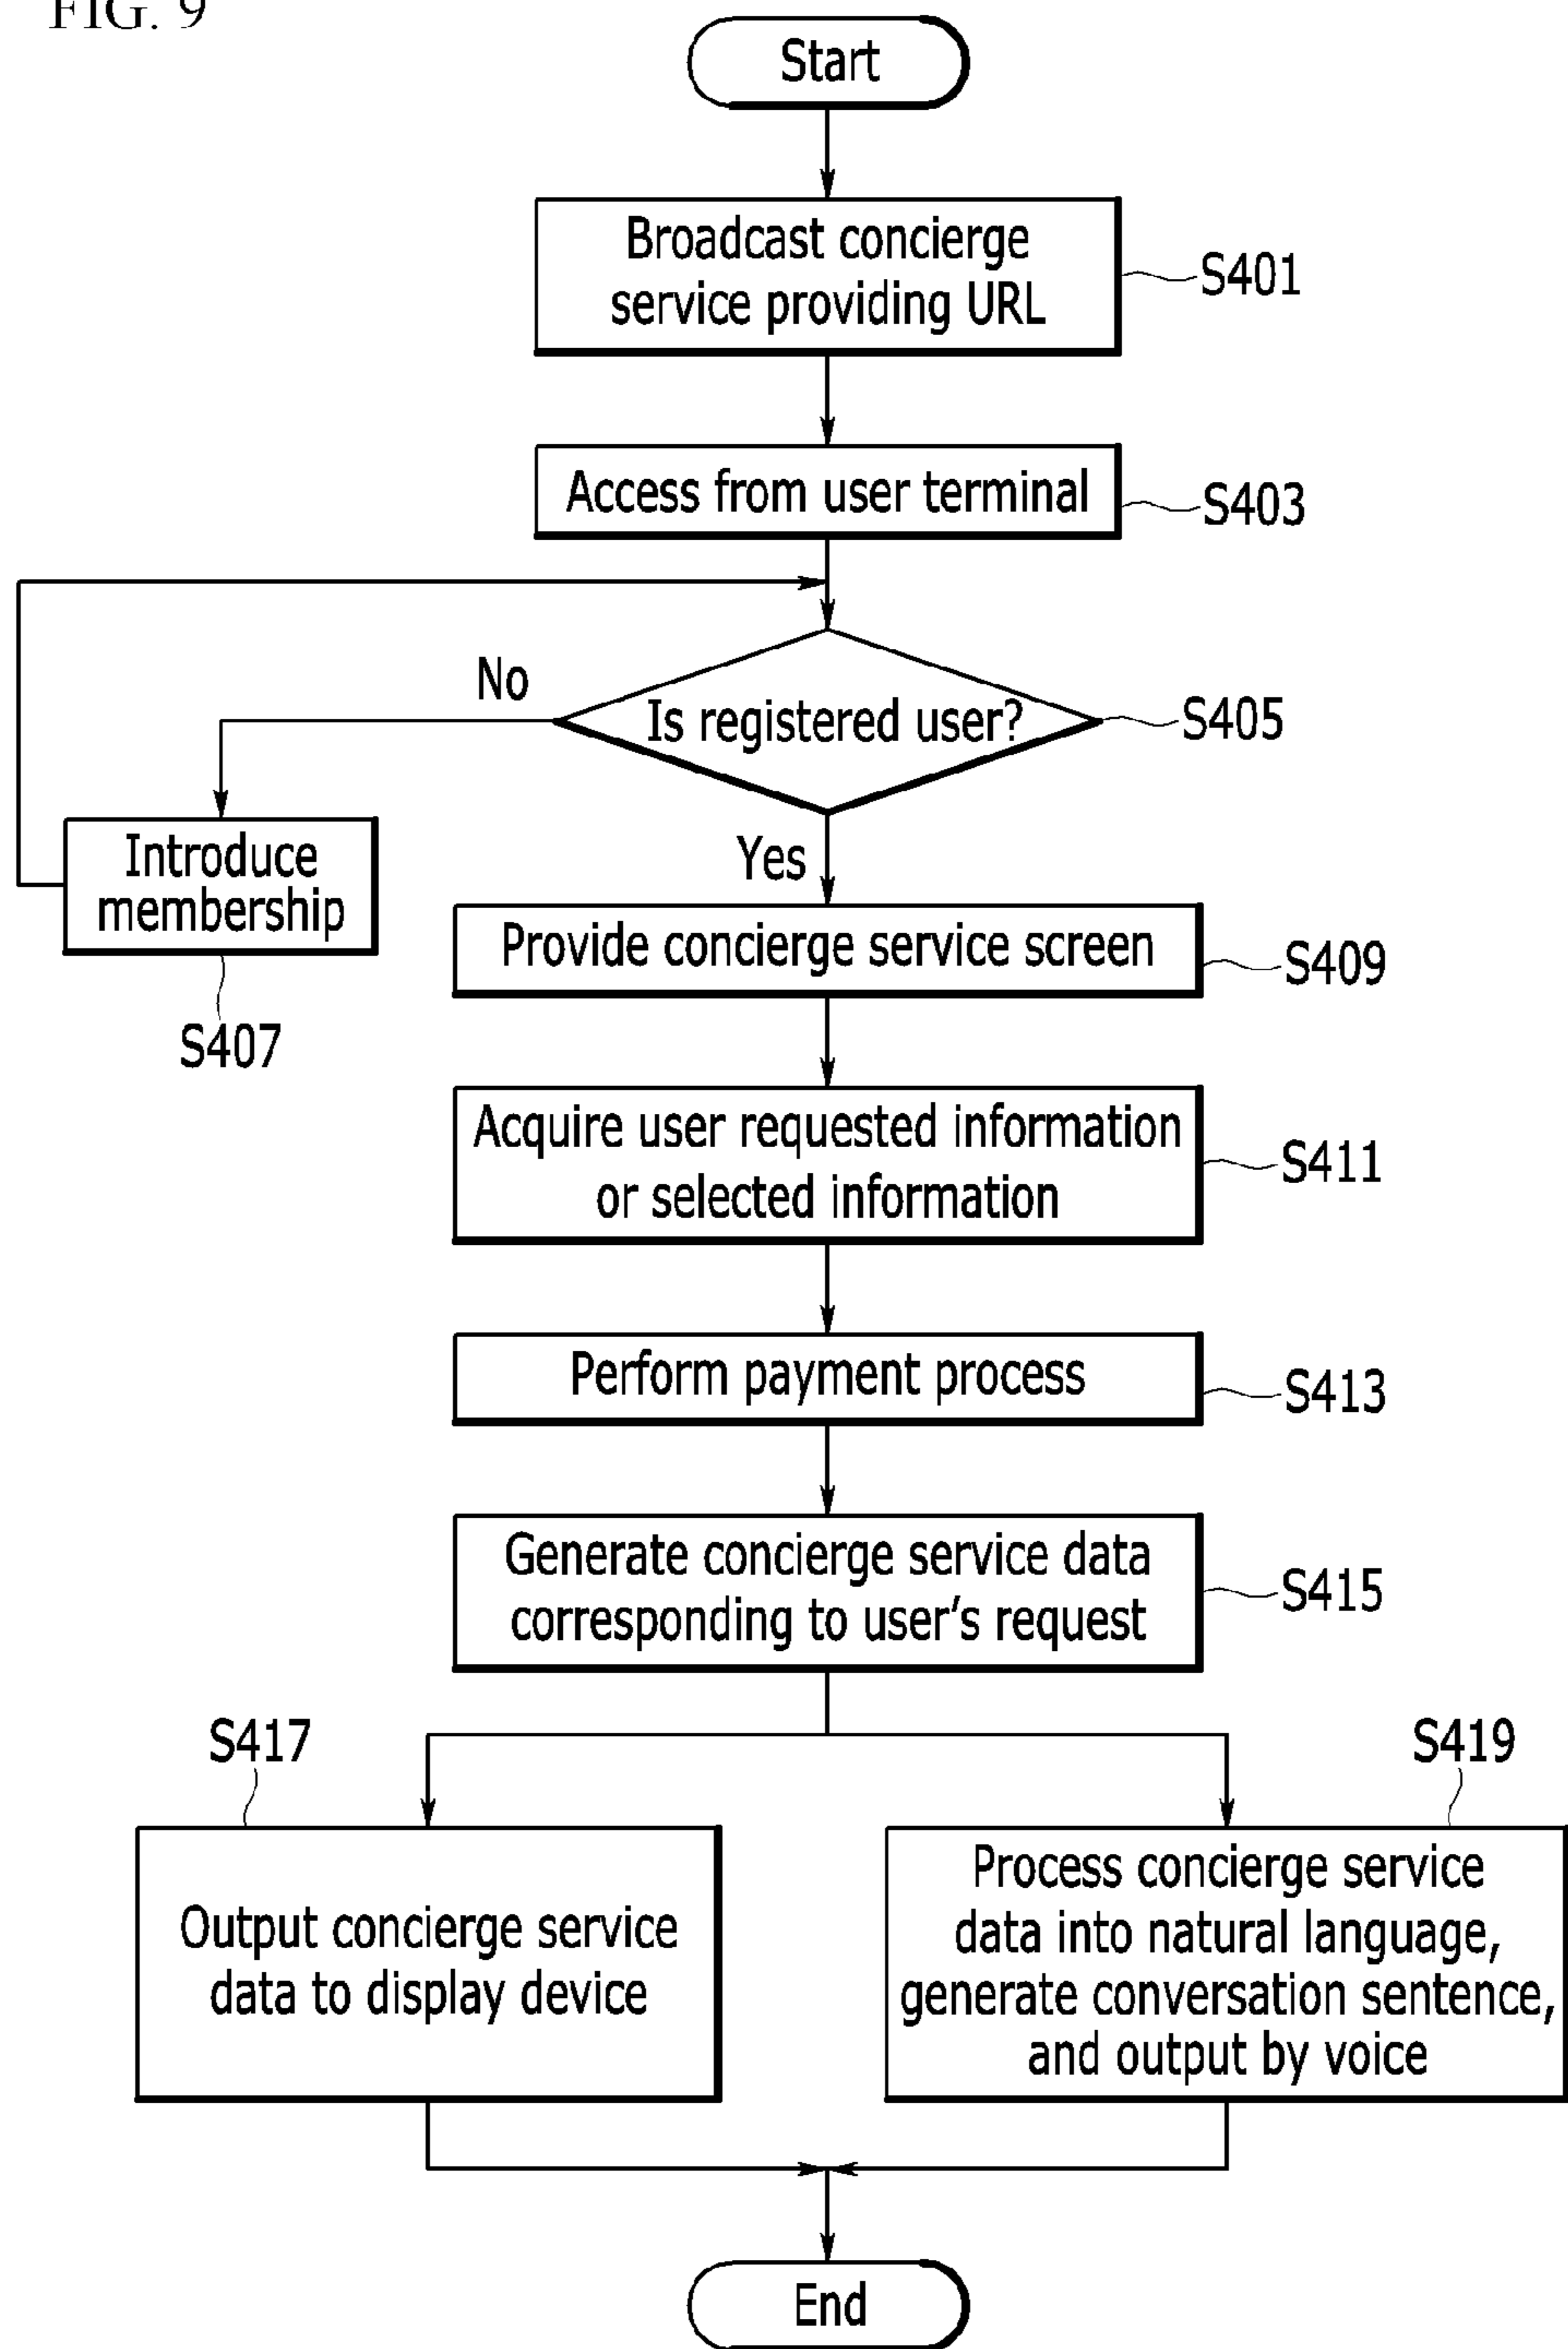 FIG. 9
Start
Broadcast concierge
service providing URL
S401
Access from user terminal
S403
No
Is registered user?
S405
Introduce
membership
S407
Yes
Provide concierge service screen
S409
Acquire user requested information
or selected information
S411
Perform payment process
S413
Generate concierge service data
corresponding to user's request
S415
S417
Output concierge service
data to display device
S419
Process concierge service
data into natural language,
generate conversation sentence,
and output by voice
End